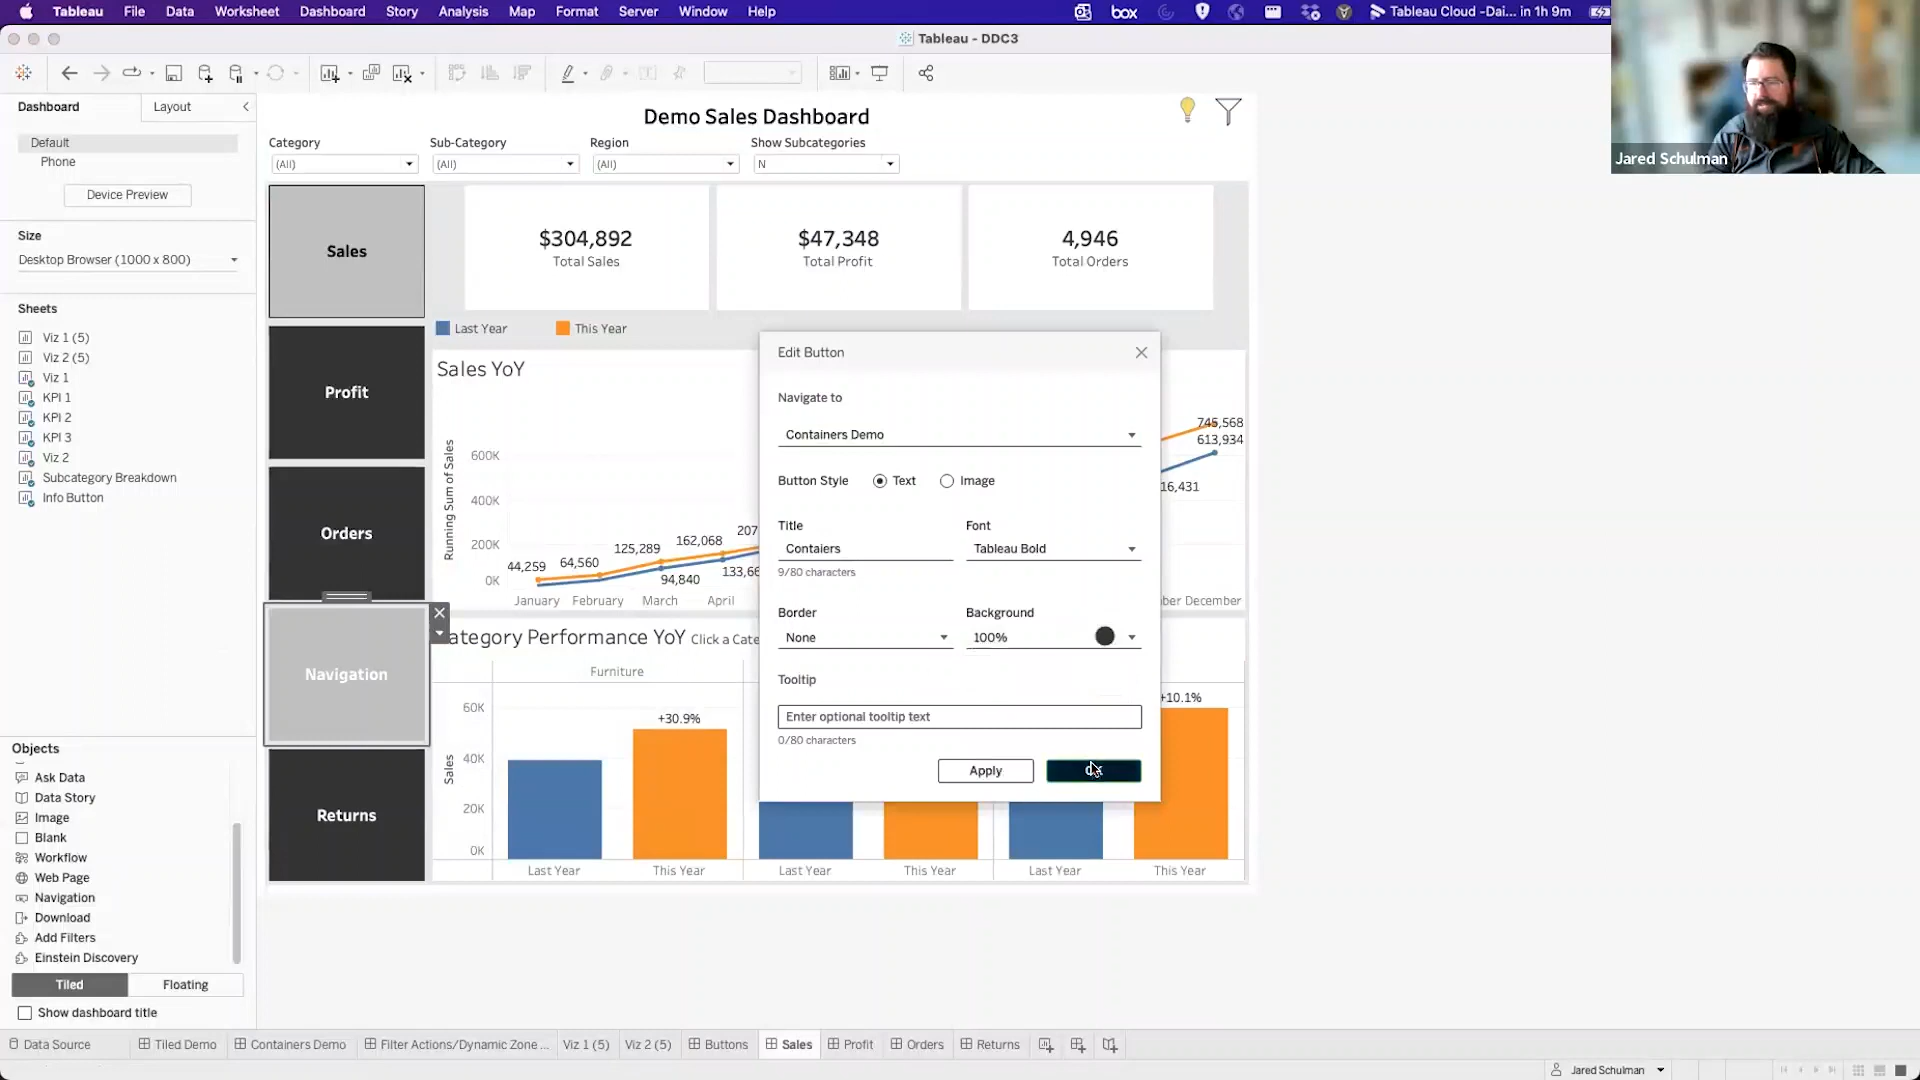 Tableau File Data Worksheet Dashboard Story Analysis Map Format Server Window Help
box Tableau Cloud -Dai... in 1h 9m
Tableau - DDC3
Jared Schulman
Dashboard Layout
Default
Phone
Device Preview
Size
Desktop Browser (1000 x 800)
Sheets
Viz 1 (5)
Viz 2 (5)
Viz 1
KPI 1
KPI 2
KPI 3
Viz 2
Subcategory Breakdown
Info Button
Objects
Ask Data
Data Story
Image
Blank
Workflow
Web Page
Navigation
Download
Add Filters
Einstein Discovery
Tiled Floating
Show dashboard title
Demo Sales Dashboard
Category Sub-Category Region Show Subcategories
(All) (All) (All) N
Sales
Profit
Orders
Navigation
Returns
$304,892
Total Sales
$47,348
Total Profit
4,946
Total Orders
Last Year This Year
Sales YoY
Running Sum of Sales
600K
400K
200K
0K
44,259
64,560
125,289
162,068
207
94,840
133,66
745,568
613,934
16,431
January February March April
ber December
ategory Performance YoY Click a Cate
Furniture
Sales
60K
40K
20K
0K
+30.9%
+10.1%
Last Year This Year Last Year This Year Last Year This Year
Edit Button
Navigate to
Containers Demo
Button Style Text Image
Title Font
Contaiers Tableau Bold
9/80 characters
Border Background
None 100%
Tooltip
Enter optional tooltip text
0/80 characters
Apply
Data Source Tiled Demo Containers Demo Filter Actions/Dynamic Zone ... Viz 1 (5) Viz 2 (5) Buttons Sales Profit Orders Returns
Jared Schulman